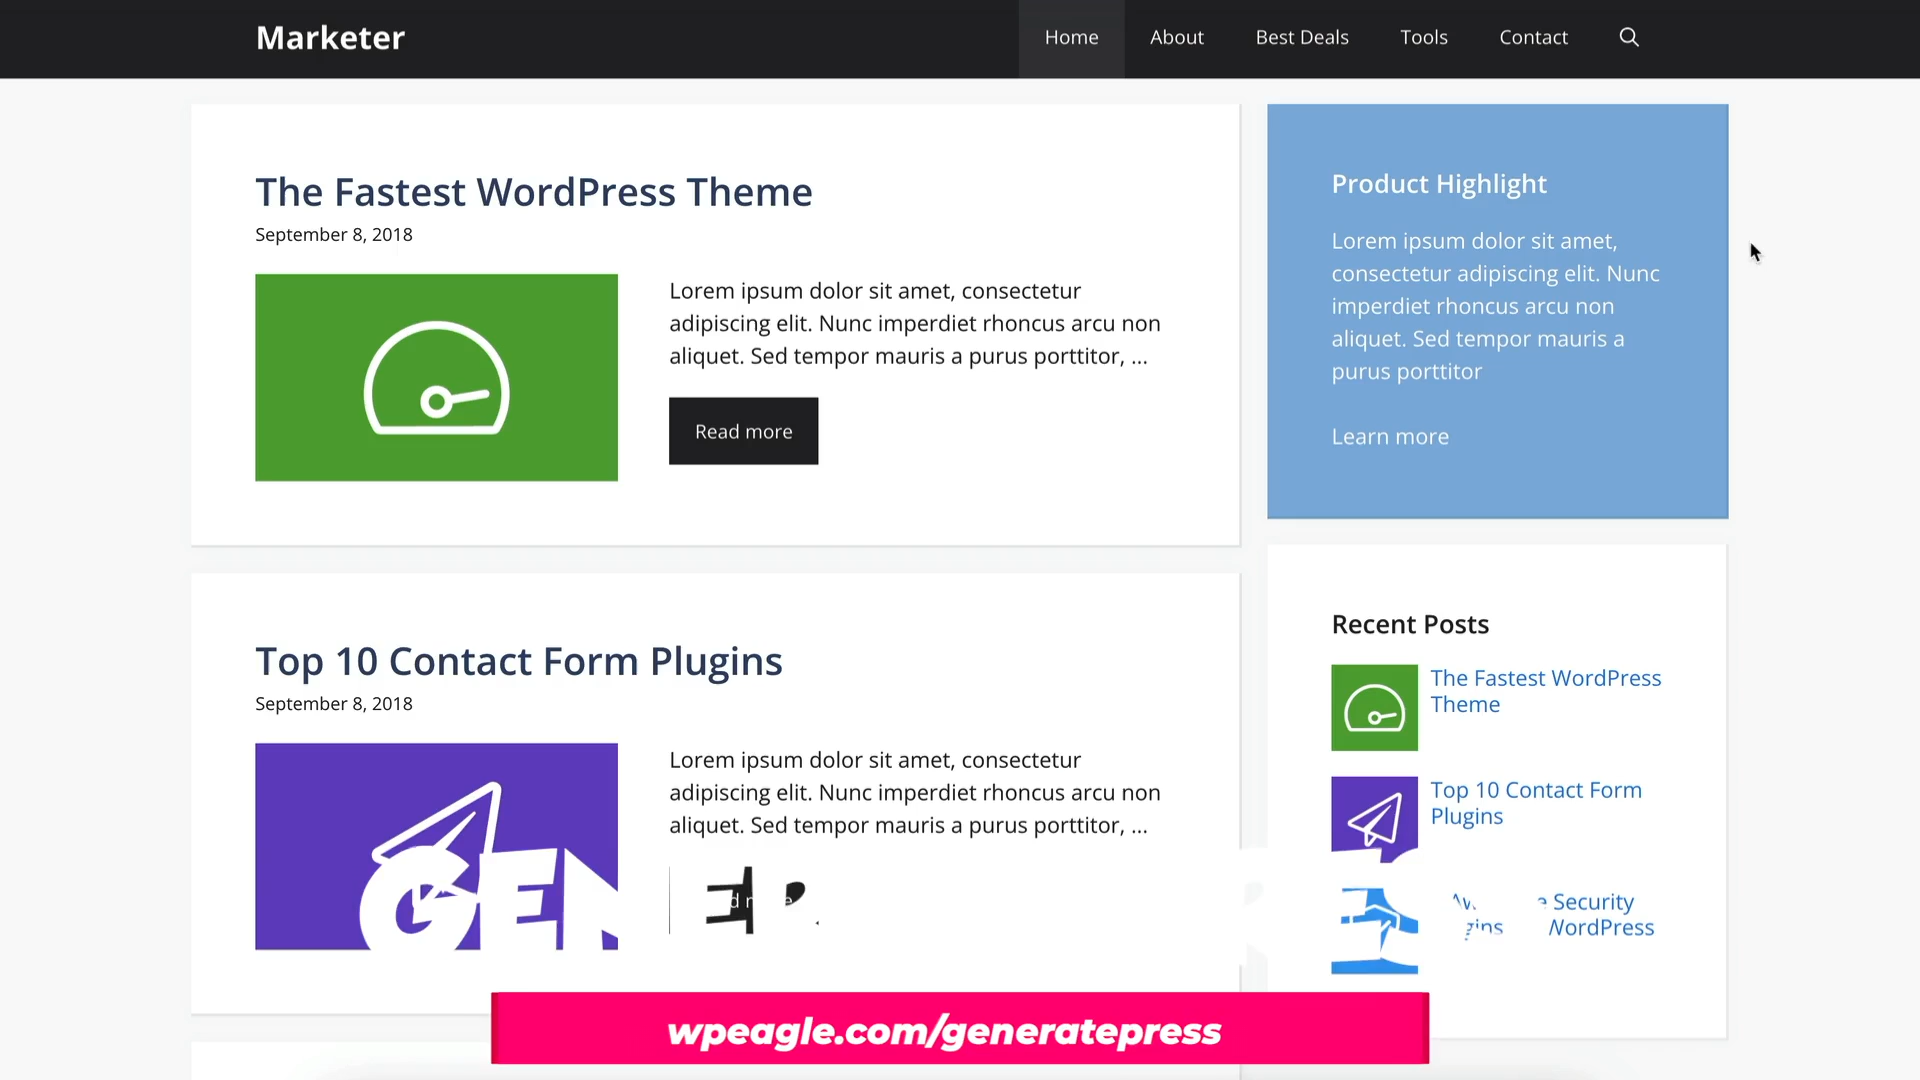 Marketer
Home
About
Best Deals
Tools
Contact
The Fastest WordPress Theme
September 8, 2018
Lorem ipsum dolor sit amet, consectetur
adipiscing elit. Nunc imperdiet rhoncus arcu non
aliquet. Sed tempor mauris a purus porttitor, ...
Read more
Top 10 Contact Form Plugins
September 8, 2018
Lorem ipsum dolor sit amet, consectetur
adipiscing elit. Nunc imperdiet rhoncus arcu non
aliquet. Sed tempor mauris a purus porttitor, ...
Product Highlight
Lorem ipsum dolor sit amet,
consectetur adipiscing elit. Nunc
imperdiet rhoncus arcu non
aliquet. Sed tempor mauris a
purus porttitor
Learn more
Recent Posts
The Fastest WordPress
Theme
Top 10 Contact Form
Plugins
Security
WordPress
wpeagle.com/generatepress